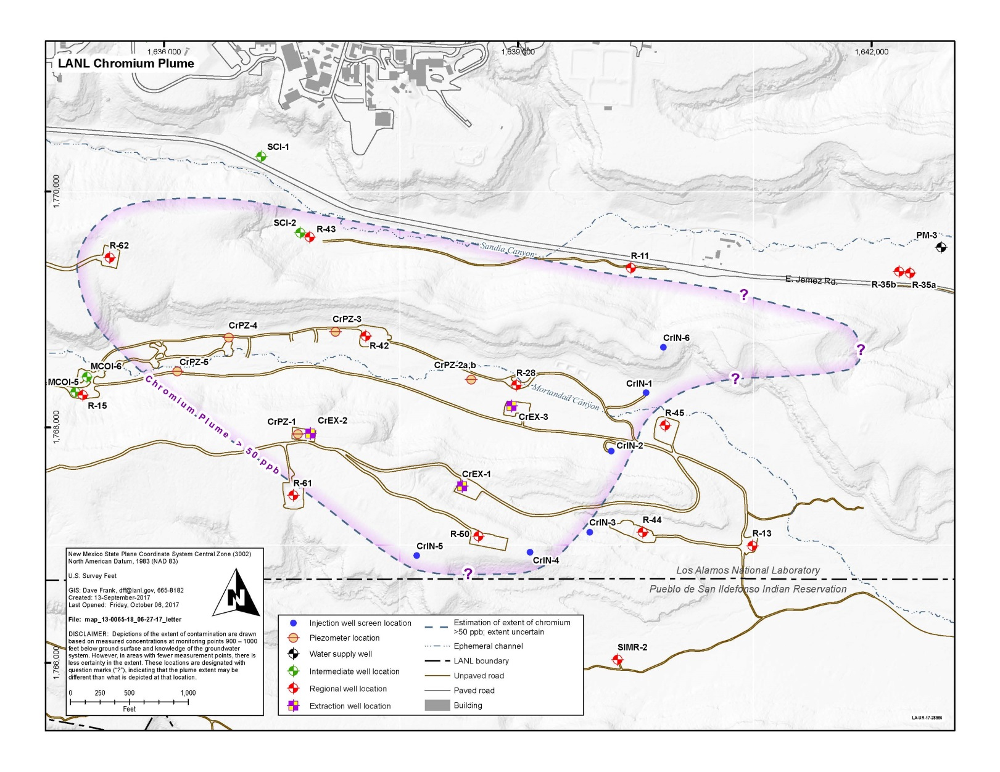 1,636,000
1,639,000
1,642,000
LANL Chromium Plume
SCI-1
1,770,000
SCI-2
R-43
PM-3
R-62
Sandia Canyon
R-11
E. Jemez Rd.
R-35b
R-35a
?
CrPZ-4
CrPZ-3
R-42
CrIN-6
?
CrPZ-5
MCOI-6
CrPZ-2a,b
R-28
?
MCOI-5
CrIN-1
Chromium Plume > 50 ppb
Mortandad Canyon
R-15
CrEX-3
R-45
CrPZ-1
CrEX-2
1,768,000
CrIN-2
CrEX-1
R-61
CrIN-3
R-44
R-50
R-13
CrIN-5
CrIN-4
?
Los Alamos National Laboratory
Pueblo de San Ildefonso Indian Reservation
SIMR-2
1,766,000
New Mexico State Plane Coordinate System Central Zone (3002)
North American Datum, 1983 (NAD 83)
U.S. Survey Feet
GIS: Dave Frank, dff@lanl.gov, 665-8182
Created: 13-September-2017
Last Opened: Friday, October 06, 2017
File: map_13-0065-18_06-27-17_letter
DISCLAIMER: Depictions of the extent of contamination are drawn
based on measured concentrations at monitoring points 900 – 1000
feet below ground surface and knowledge of the groundwater
system. However, in areas with fewer measurement points, there is
less certainty in the extent. These locations are designated with
question marks ("?"), indicating that the plume extent may be
different than what is depicted at that location.
0 250 500 1,000
Feet
N
Injection well screen location
Piezometer location
Water supply well
Intermediate well location
Regional well location
Extraction well location
Estimation of extent of chromium
>50 ppb; extent uncertain
Ephemeral channel
LANL boundary
Unpaved road
Paved road
Building
LA-UR-17-28556